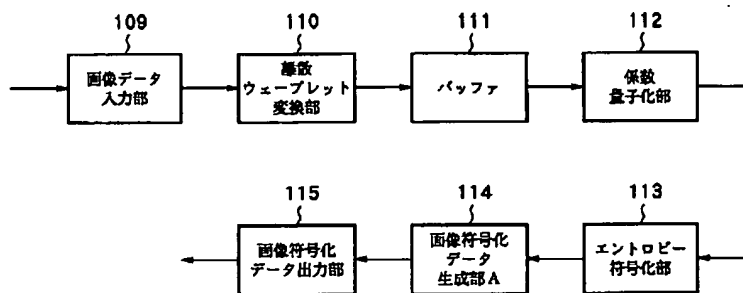 109
画像データ
入力部
110
離散
ウェーブレット
変換部
111
バッファ
112
係数
量子化部
115
画像符号化
データ出力部
114
画像符号化
データ
生成部A
113
エントロピー
符号化部